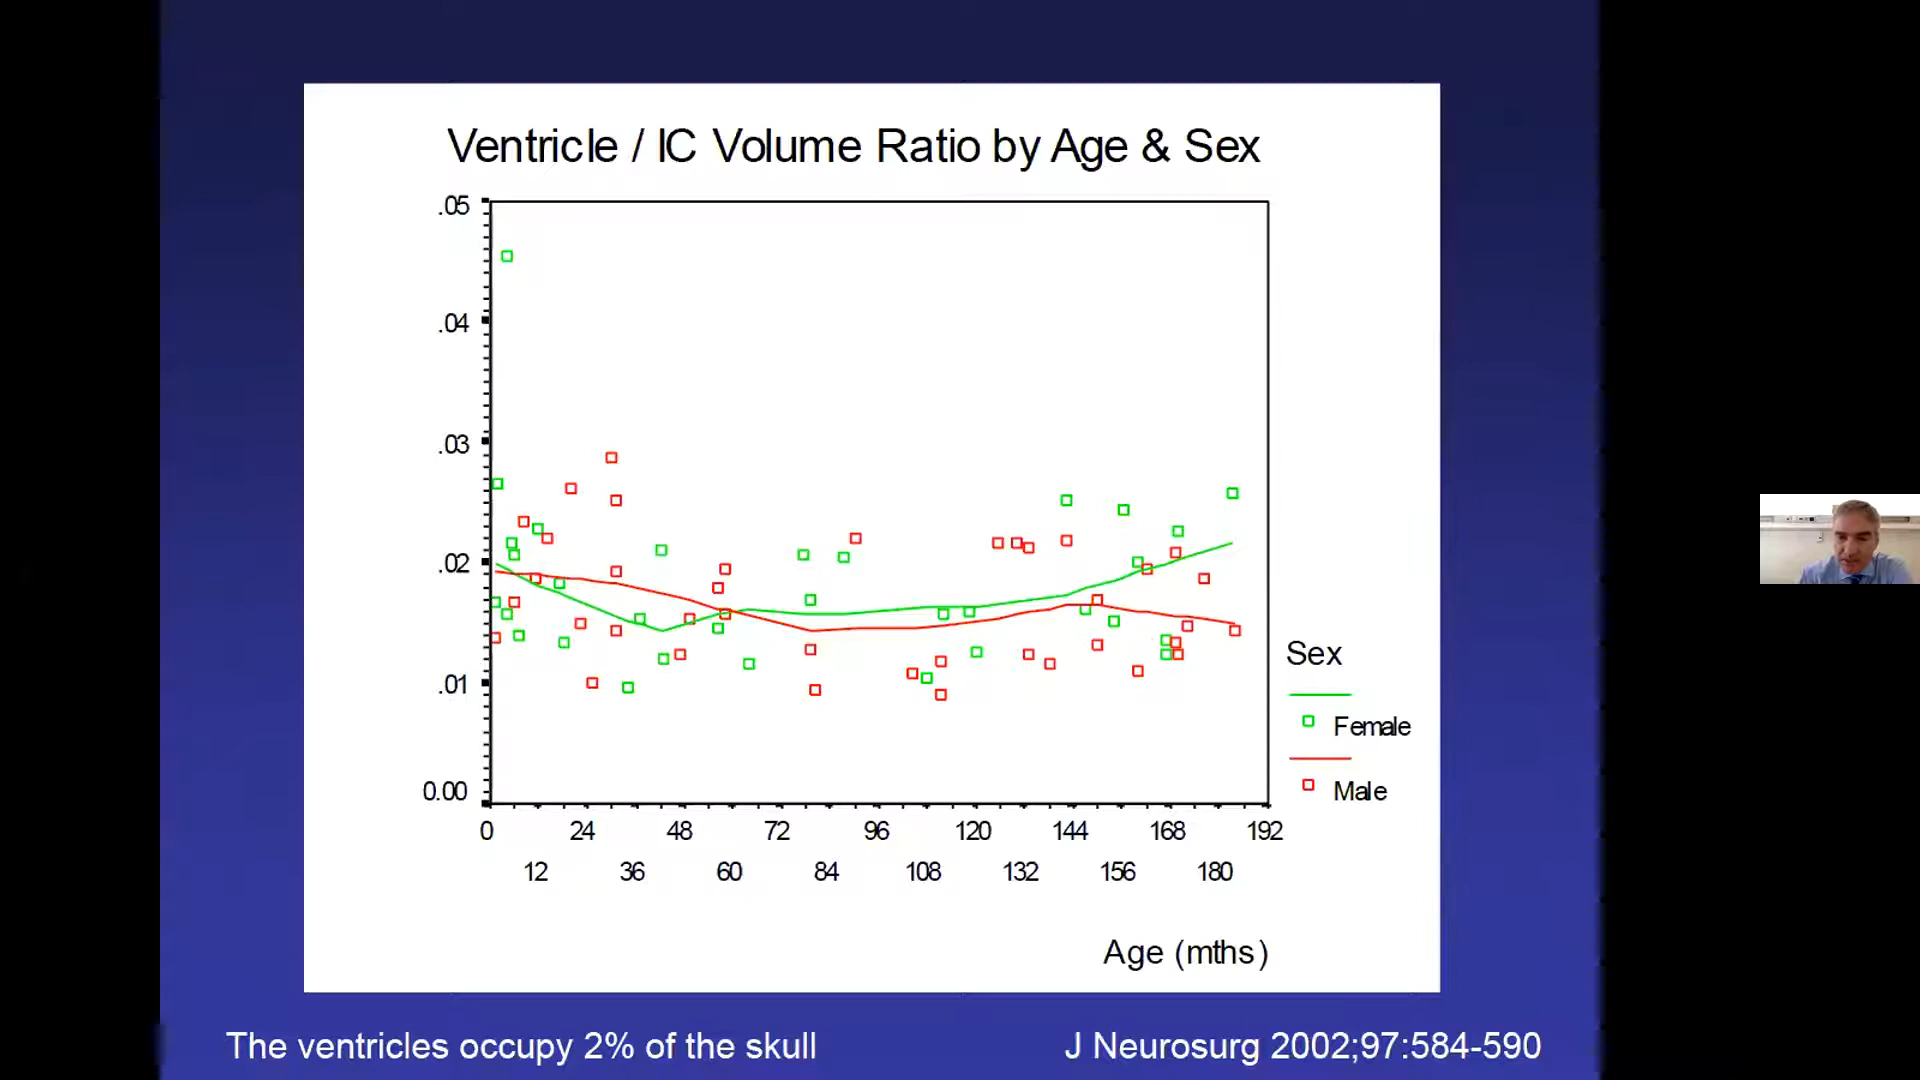 Ventricle / IC Volume Ratio by Age & Sex
.05
.04
.03
.02
.01
0.00
0 24 48 72 96 120 144 168 192
12 36 60 84 108 132 156 180
Age (mths)
Sex
Female
Male
The ventricles occupy 2% of the skull
J Neurosurg 2002;97:584-590